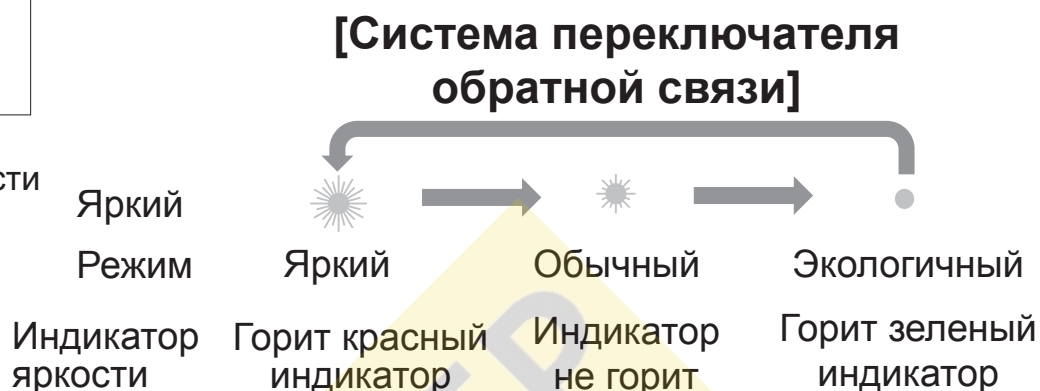 [Система переключателя
обратной связи]
сти
Яркий
Режим Яркий Обычный Экологичный
Индикатор
яркости
Горит красный
индикатор
Индикатор
не горит
Горит зеленый
индикатор